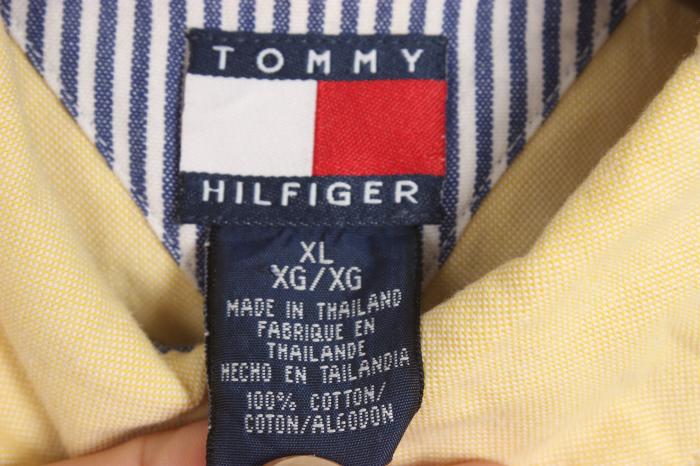 TOMMY
HILFIGER
XL
XG/XG
MADE IN THAILAND
FABRIQUE EN
THAILANDE
HECHO EN TAILANDIA
100% COTTON/
COTON/ALGODON